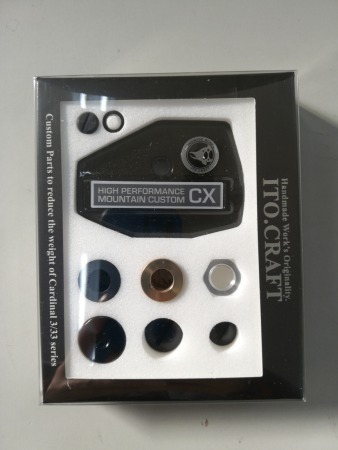 HIGH PERFORMANCE
MOUNTAIN CUSTOM CX
Handmade Work's Originality.
ITO.CRAFT
Custom Parts to reduce the weight of Cardinal 3/33 series